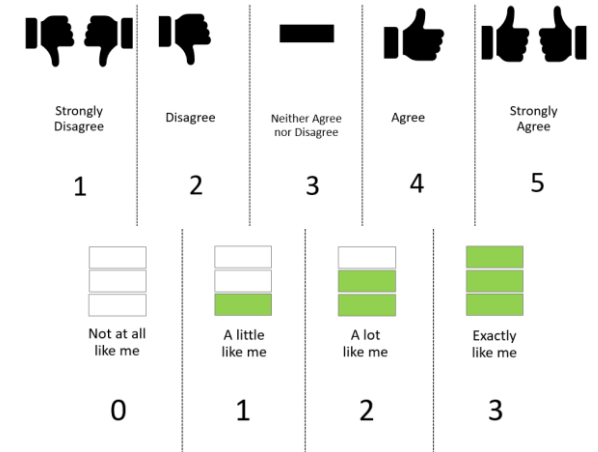 Strongly
Disagree
Disagree
Neither Agree
nor Disagree
Agree
Strongly
Agree
1
2
3
4
5
Not at all
like me
A little
like me
A lot
like me
Exactly
like me
0
1
2
3